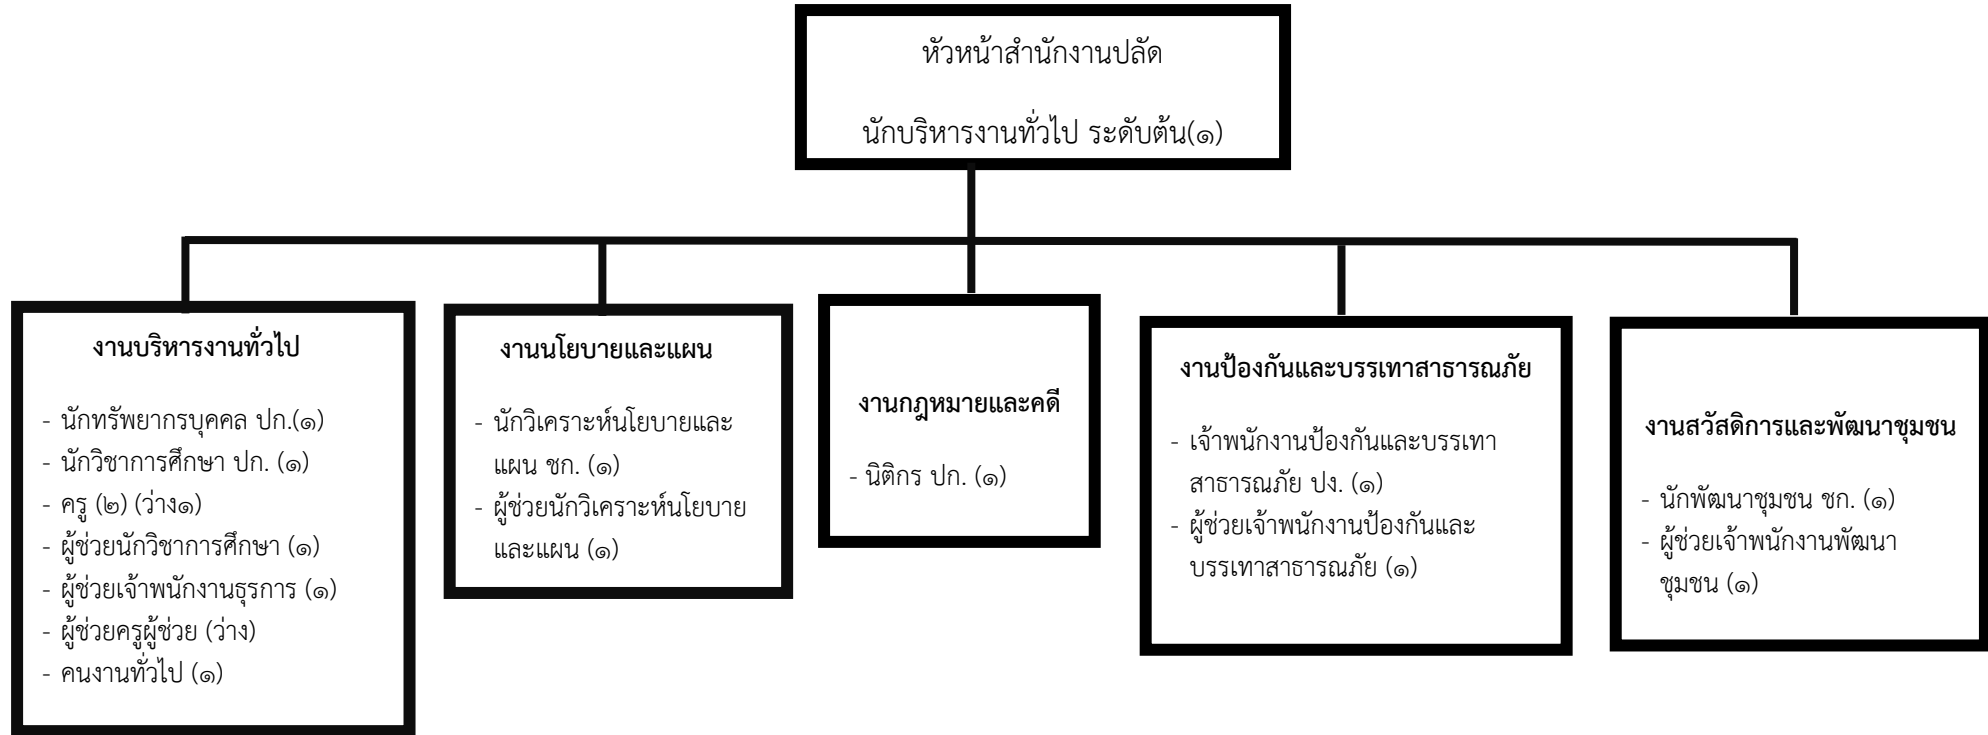 หัวหน้าสำนักงานปลัด
นักบริหารงานทั่วไป ระดับต้น(๑)
งานบริหารงานทั่วไป
- นักทรัพยากรบุคคล ปก.(๑)
- นักวิชาการศึกษา ปก. (๑)
- ครู (๒) (ว่าง๑)
- ผู้ช่วยนักวิชาการศึกษา (๑)
- ผู้ช่วยเจ้าพนักงานธุรการ (๑)
- ผู้ช่วยครูผู้ช่วย (ว่าง)
- คนงานทั่วไป (๑)
งานนโยบายและแผน
- นักวิเคราะห์นโยบายและ
แผน ชก. (๑)
- ผู้ช่วยนักวิเคราะห์นโยบาย
และแผน (๑)
งานกฎหมายและคดี
- นิติกร ปก. (๑)
งานป้องกันและบรรเทาสาธารณภัย
- เจ้าพนักงานป้องกันและบรรเทา
สาธารณภัย ปง. (๑)
- ผู้ช่วยเจ้าพนักงานป้องกันและ
บรรเทาสาธารณภัย (๑)
งานสวัสดิการและพัฒนาชุมชน
- นักพัฒนาชุมชน ชก. (๑)
- ผู้ช่วยเจ้าพนักงานพัฒนา
ชุมชน (๑)